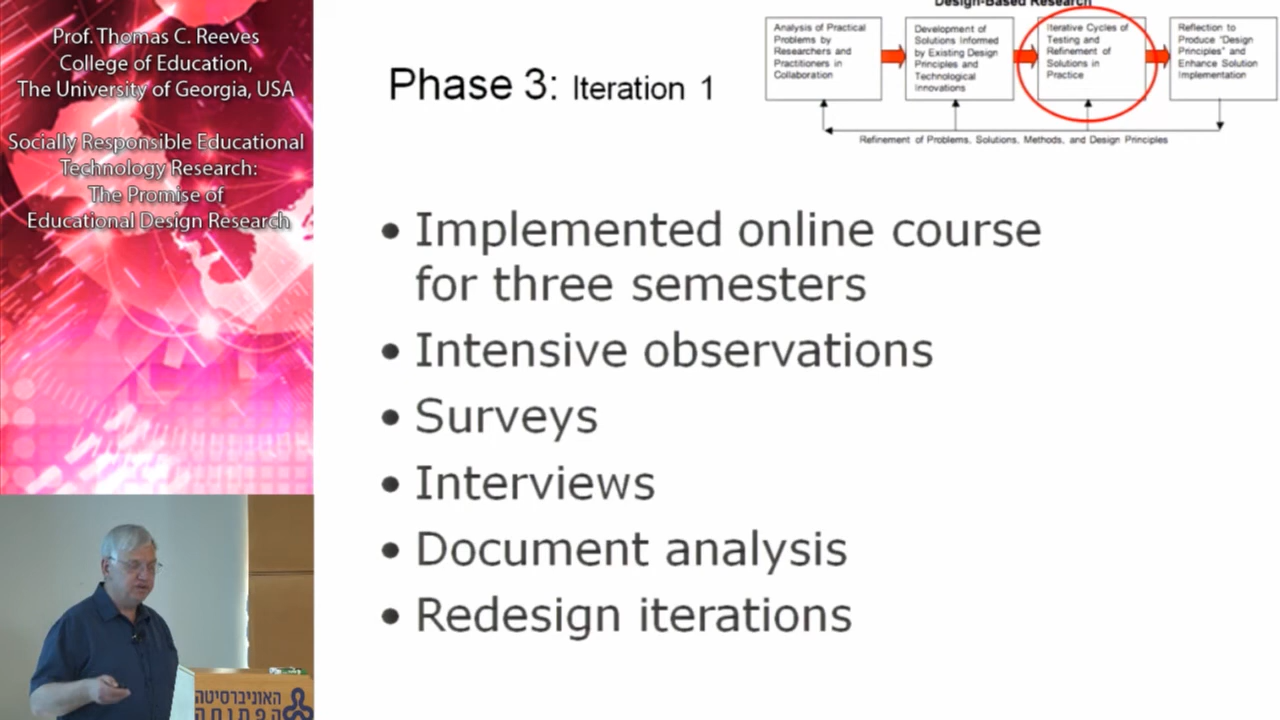 Prof. Thomas C. Reeves
College of Education,
The University of Georgia, USA
Socially Responsible Educational
Technology Research:
The Promise of
Educational Design Research
Phase 3: Iteration 1
Design-Based Research
Analysis of Practical
Problems by
Researchers and
Practitioners in
Collaboration
Development of
Solutions Informed
by Existing Design
Principles and
Technological
Innovations
Iterative Cycles of
Testing and
Refinement of
Solutions in
Practice
Reflection to
Produce "Design
Principles" and
Enhance Solution
Implementation
Refinement of Problems, Solutions, Methods, and Design Principles
• Implemented online course
for three semesters
• Intensive observations
• Surveys
• Interviews
• Document analysis
• Redesign iterations
האוניברסיטה
הפתוחה